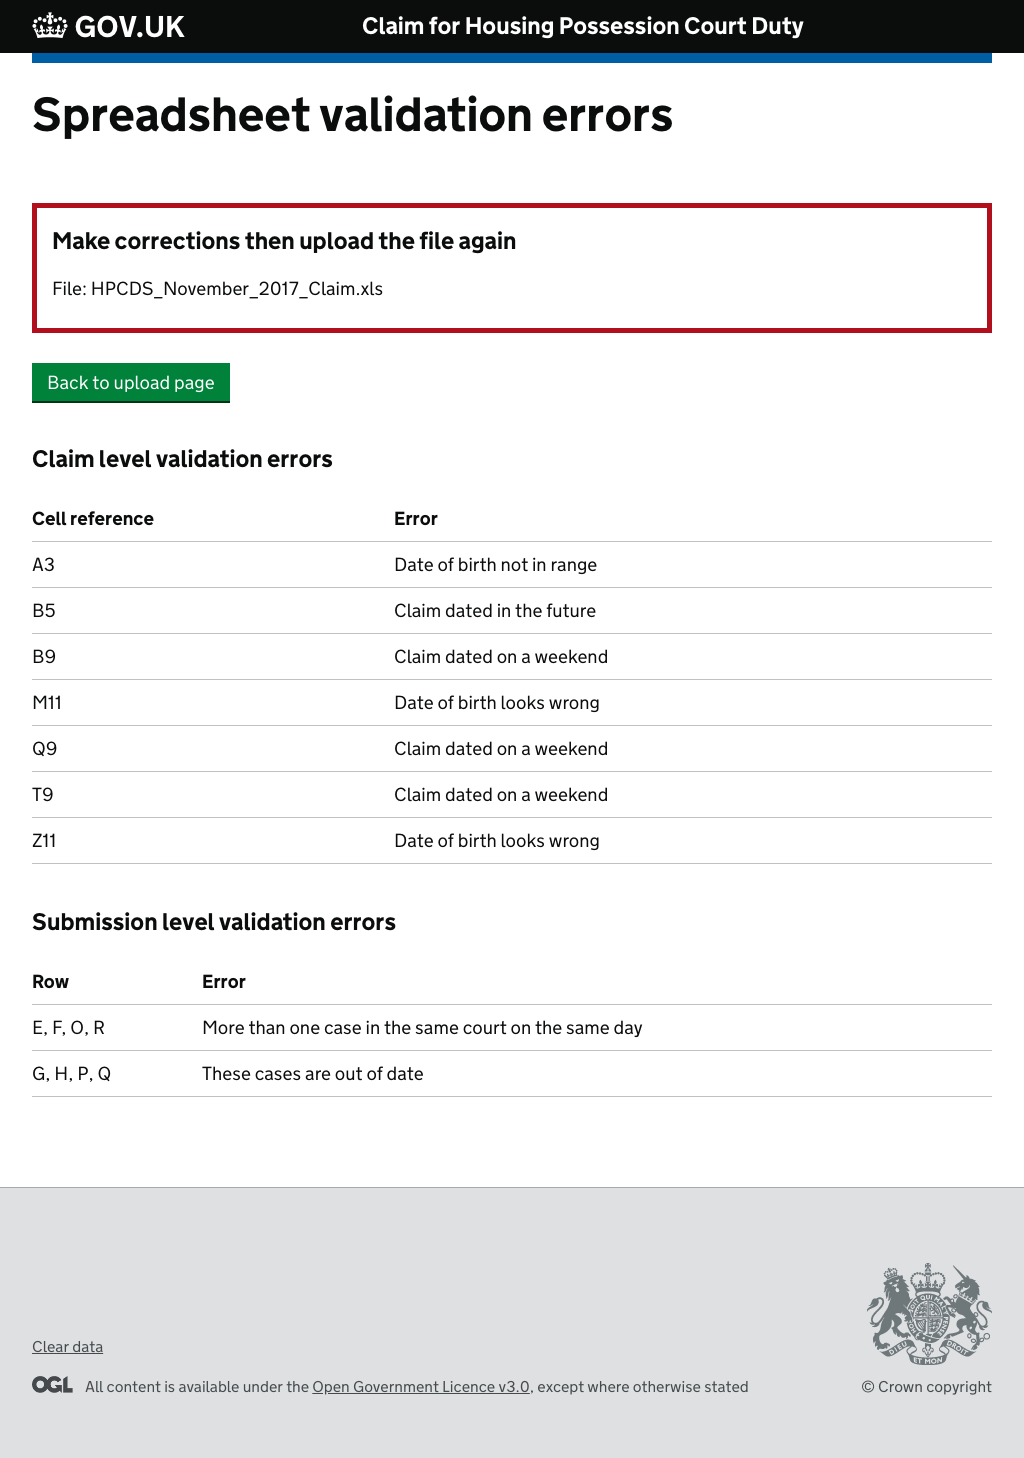 GOV.UK
Claim for Housing Possession Court Duty
Spreadsheet validation errors
Make corrections then upload the file again
File: HPCDS_November_2017_Claim.xls
Back to upload page
Claim level validation errors
Cell reference Error
A3 Date of birth not in range
B5 Claim dated in the future
B9 Claim dated on a weekend
M11 Date of birth looks wrong
Q9 Claim dated on a weekend
T9 Claim dated on a weekend
Z11 Date of birth looks wrong
Submission level validation errors
Row Error
E, F, O, R More than one case in the same court on the same day
G, H, P, Q These cases are out of date
DIEU ET MON DROIT
Clear data
OGL All content is available under the Open Government Licence v3.0, except where otherwise stated
© Crown copyright